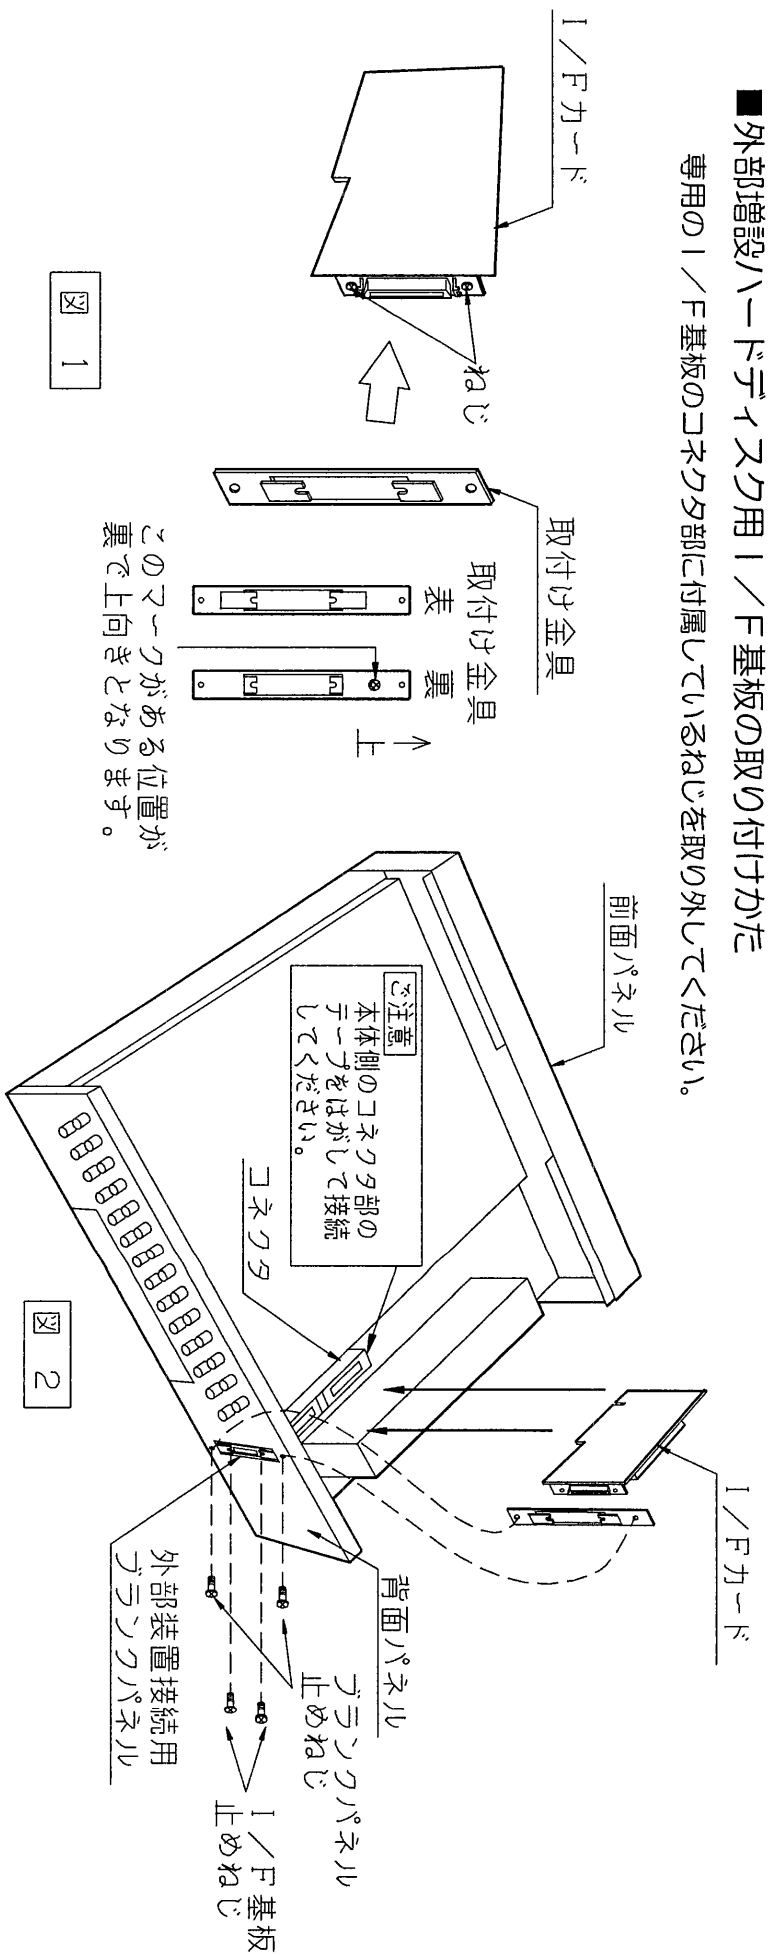 ■外部増設ハードディスク用I／F基板の取り付けかた
専用のI／F基板のコネクタ部に付属しているねじを取り外してください。
I／Fカード
ねじ
取付け金具
取付け金具
表
裏
上
このマークがある位置が
裏で上向きとなります。
図 1
前面パネル
ご注意
本体側のコネクタ部の
テープをはがして接続
してください。
コネクタ
I／Fカード
背面パネル
ブランクパネル
止めねじ
I／F基板
止めねじ
外部装置接続用
ブランクパネル
図 2